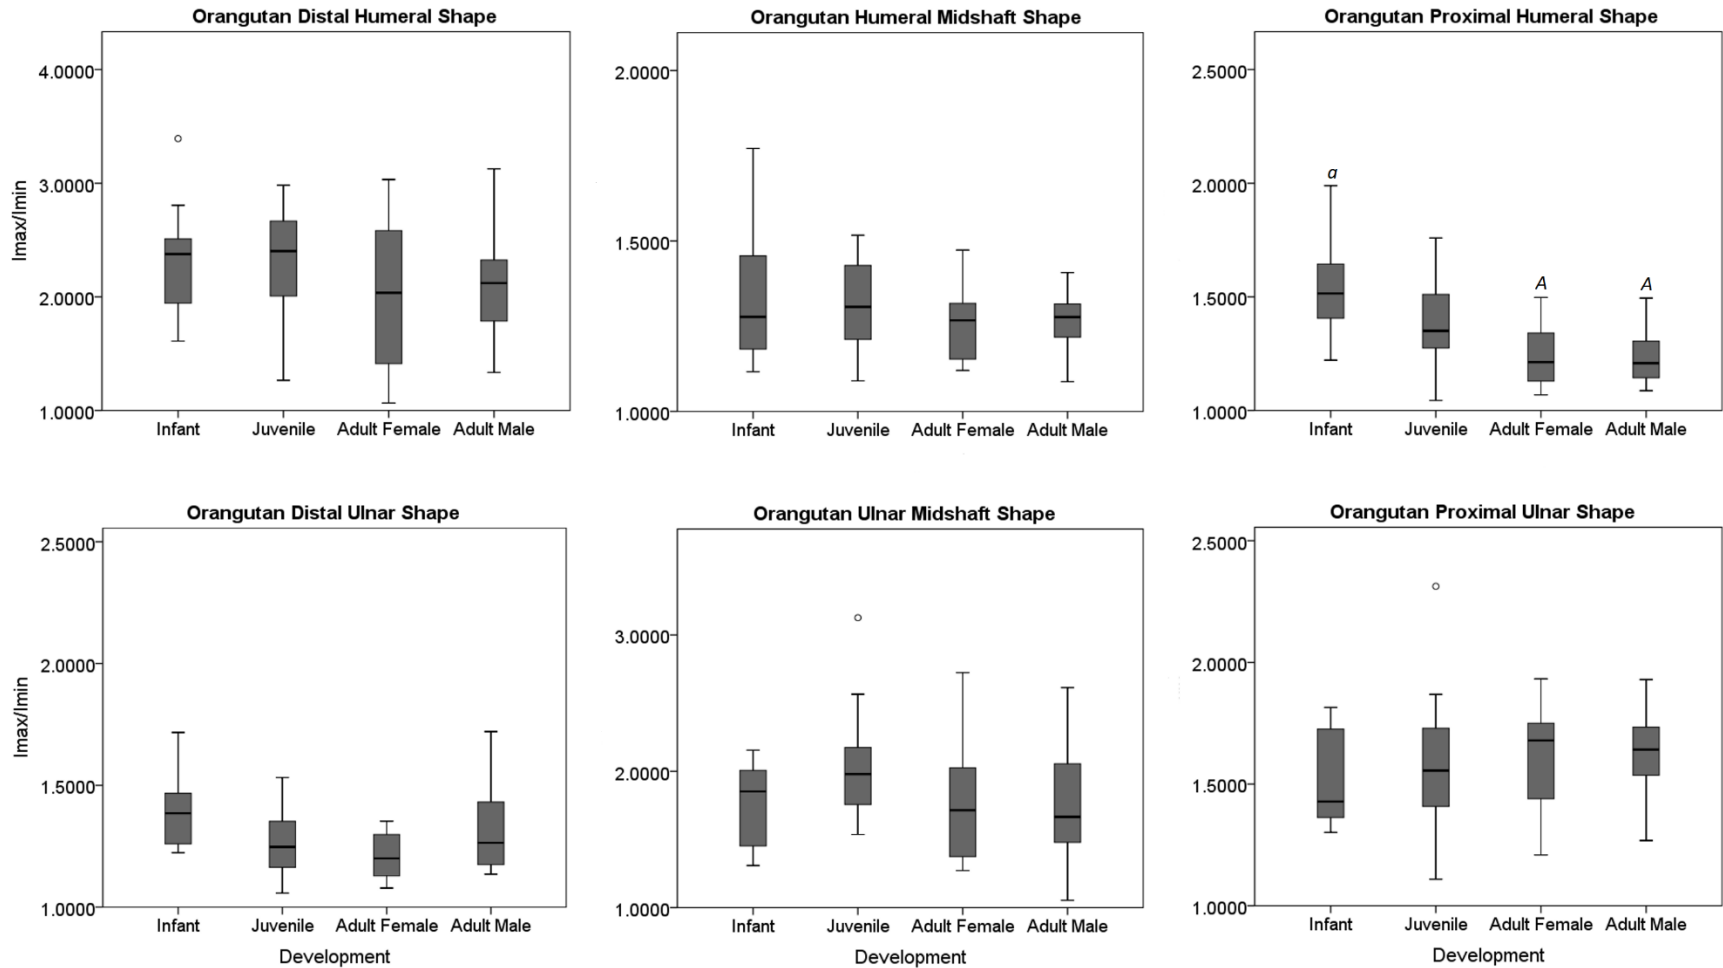 Orangutan Distal Humeral Shape
4.0000
3.0000
2.0000
1.0000
Imax/Imin
Infant Juvenile Adult Female Adult Male
Orangutan Humeral Midshaft Shape
2.0000
1.5000
1.0000
Infant Juvenile Adult Female Adult Male
Orangutan Proximal Humeral Shape
2.5000
2.0000
1.5000
1.0000
a
A A
Infant Juvenile Adult Female Adult Male
Orangutan Distal Ulnar Shape
2.5000
2.0000
1.5000
1.0000
Imax/Imin
Infant Juvenile Adult Female Adult Male
Development
Orangutan Ulnar Midshaft Shape
3.0000
2.0000
1.0000
Infant Juvenile Adult Female Adult Male
Development
Orangutan Proximal Ulnar Shape
2.5000
2.0000
1.5000
1.0000
Infant Juvenile Adult Female Adult Male
Development